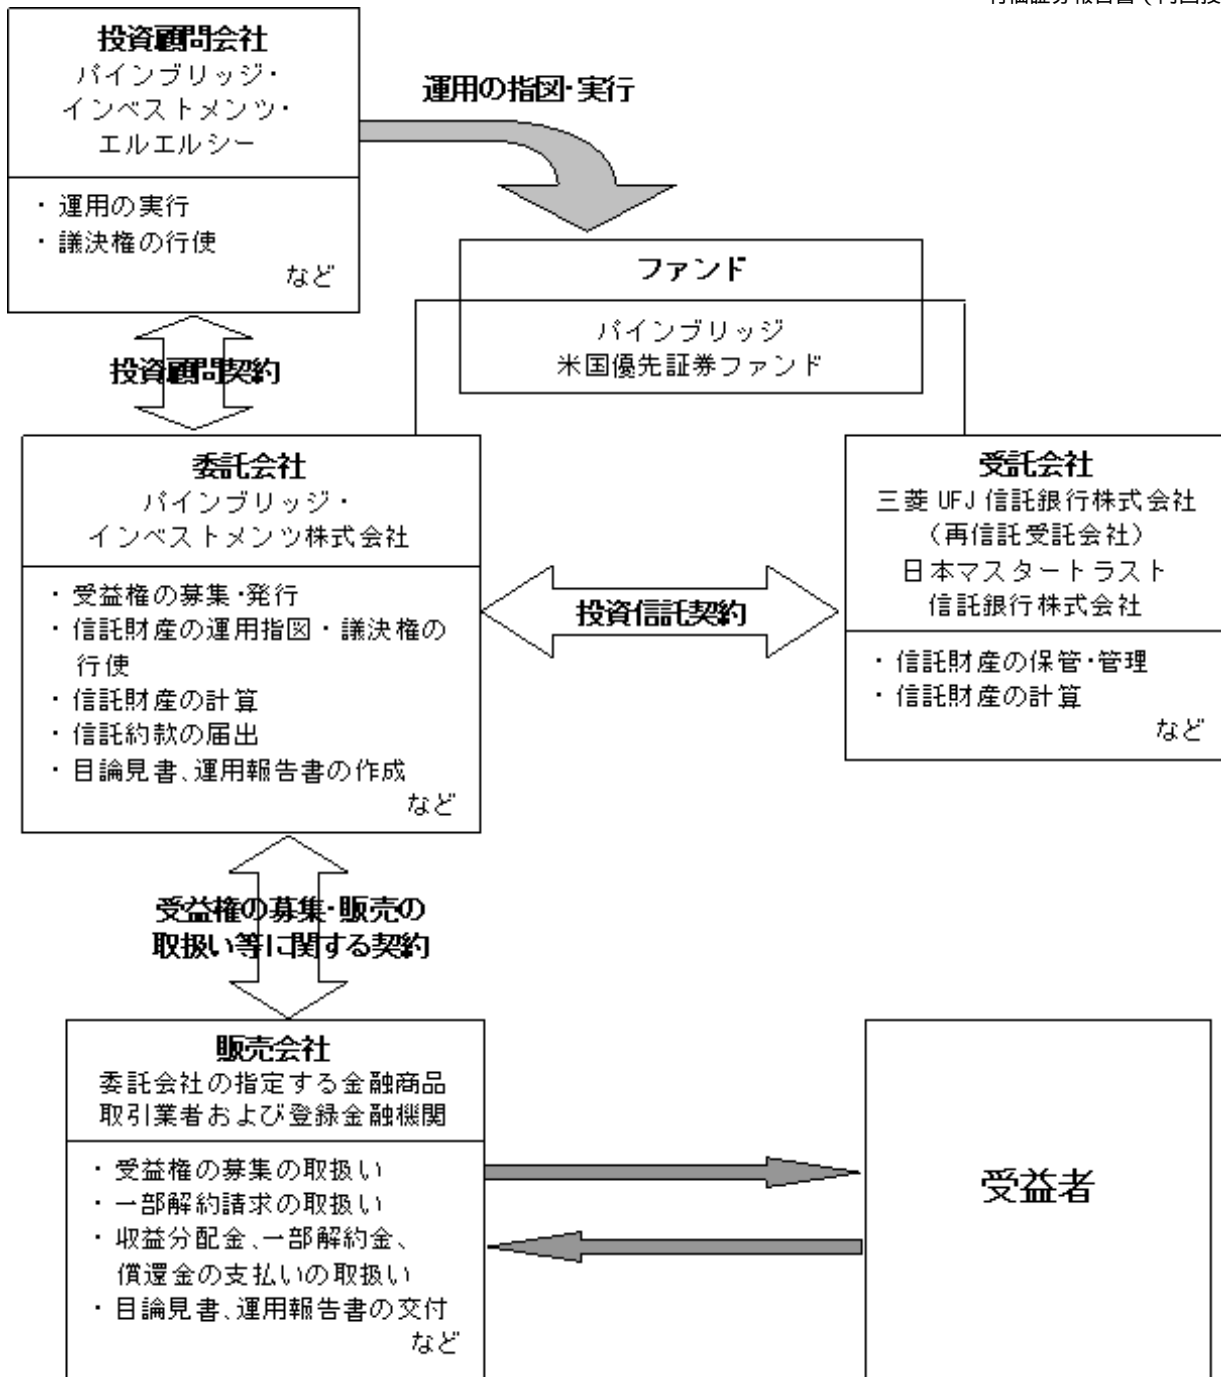 投資顧問会社
パインブリッジ・
インベストメンツ・
エルエルシー
・運用の実行
・議決権の行使
など
運用の指図・実行
ファンド
パインブリッジ
米国優先証券ファンド
投資顧問契約
委託会社
パインブリッジ・
インベストメンツ株式会社
・受益権の募集・発行
・信託財産の運用指図・議決権の
行使
・信託財産の計算
・信託約款の届出
・目論見書、運用報告書の作成
など
投資信託契約
受託会社
三菱UFJ信託銀行株式会社
（再信託受託会社）
日本マスタートラスト
信託銀行株式会社
・信託財産の保管・管理
・信託財産の計算
など
受益権の募集・販売の
取扱い等に関する契約
販売会社
委託会社の指定する金融商品
取引業者および登録金融機関
・受益権の募集の取扱い
・一部解約請求の取扱い
・収益分配金、一部解約金、
償還金の支払いの取扱い
・目論見書、運用報告書の交付
など
受益者